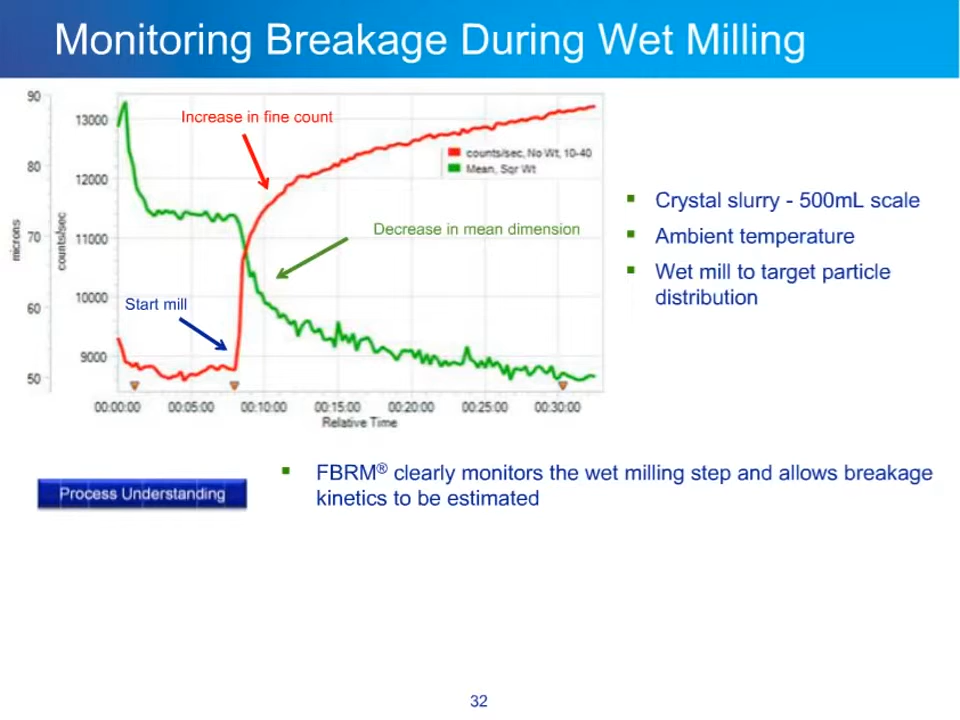 Monitoring Breakage During Wet Milling
90
80
70
60
50
microns
13000
12000
11000
10000
9000
counts/sec
Increase in fine count
counts/sec, No Wt, 10-40
Mean, Sqr Wt
Decrease in mean dimension
Start mill
00:00:00 00:05:00 00:10:00 00:15:00 00:20:00 00:25:00 00:30:00
Relative Time
Crystal slurry - 500mL scale
Ambient temperature
Wet mill to target particle
distribution
Process Understanding
FBRM® clearly monitors the wet milling step and allows breakage
kinetics to be estimated
32